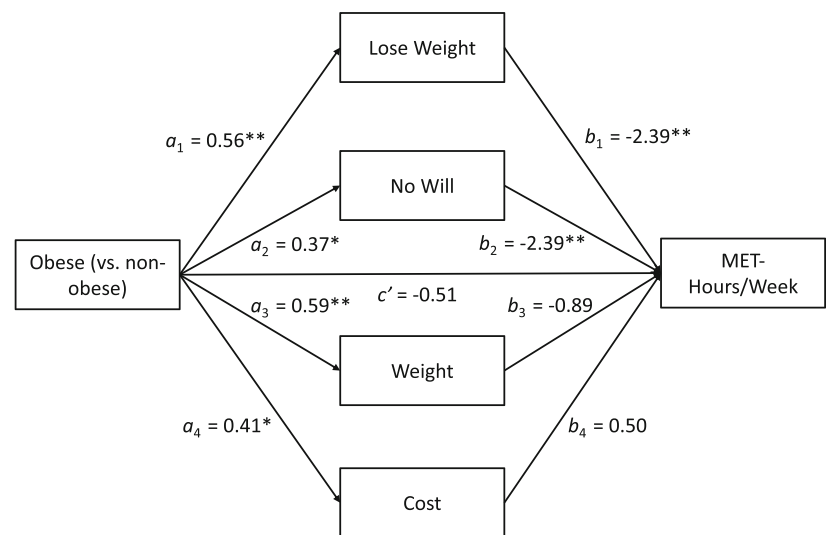 Lose Weight
a₁ = 0.56**
b₁ = -2.39**
No Will
a₂ = 0.37*
b₂ = -2.39**
Obese (vs. non-
obese)
MET-
Hours/Week
c' = -0.51
a₃ = 0.59**
b₃ = -0.89
Weight
a₄ = 0.41*
b₄ = 0.50
Cost